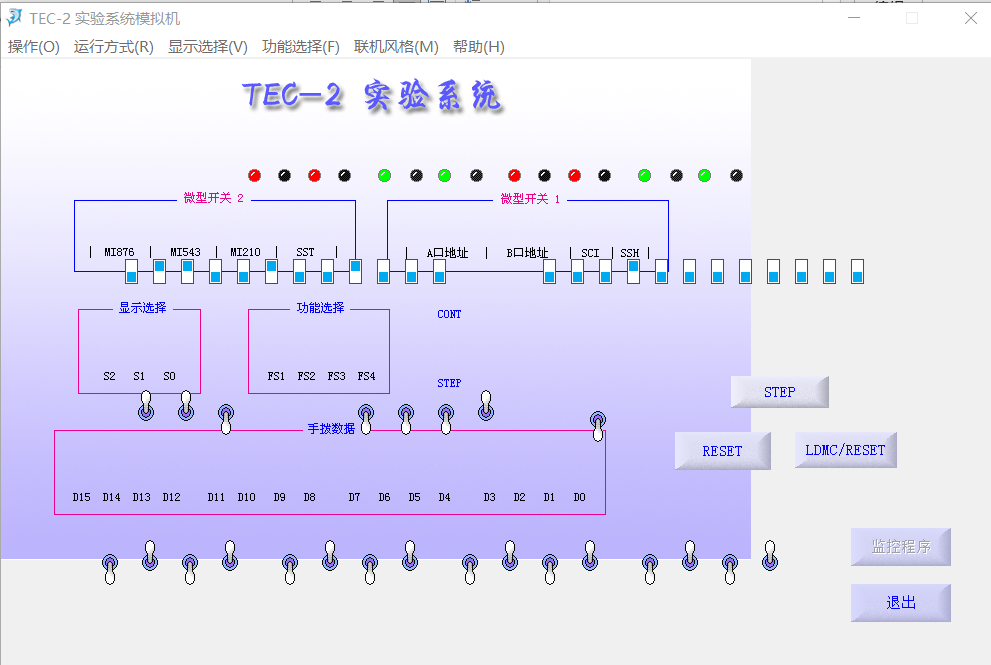 TEC-2 实验系统模拟机
操作(O) 运行方式(R) 显示选择(V) 功能选择(F) 联机风格(M) 帮助(H)
TEC-2 实验系统
微型开关 2 微型开关 1
| MI876 | MI543 | MI210 | SST | | A口地址 | B口地址 | SCI | SSH |
显示选择 功能选择 CONT
S2 S1 S0 FS1 FS2 FS3 FS4 STEP
STEP
手拨数据
RESET LDMC/RESET
D15 D14 D13 D12 D11 D10 D9 D8 D7 D6 D5 D4 D3 D2 D1 D0
监控程序
退出